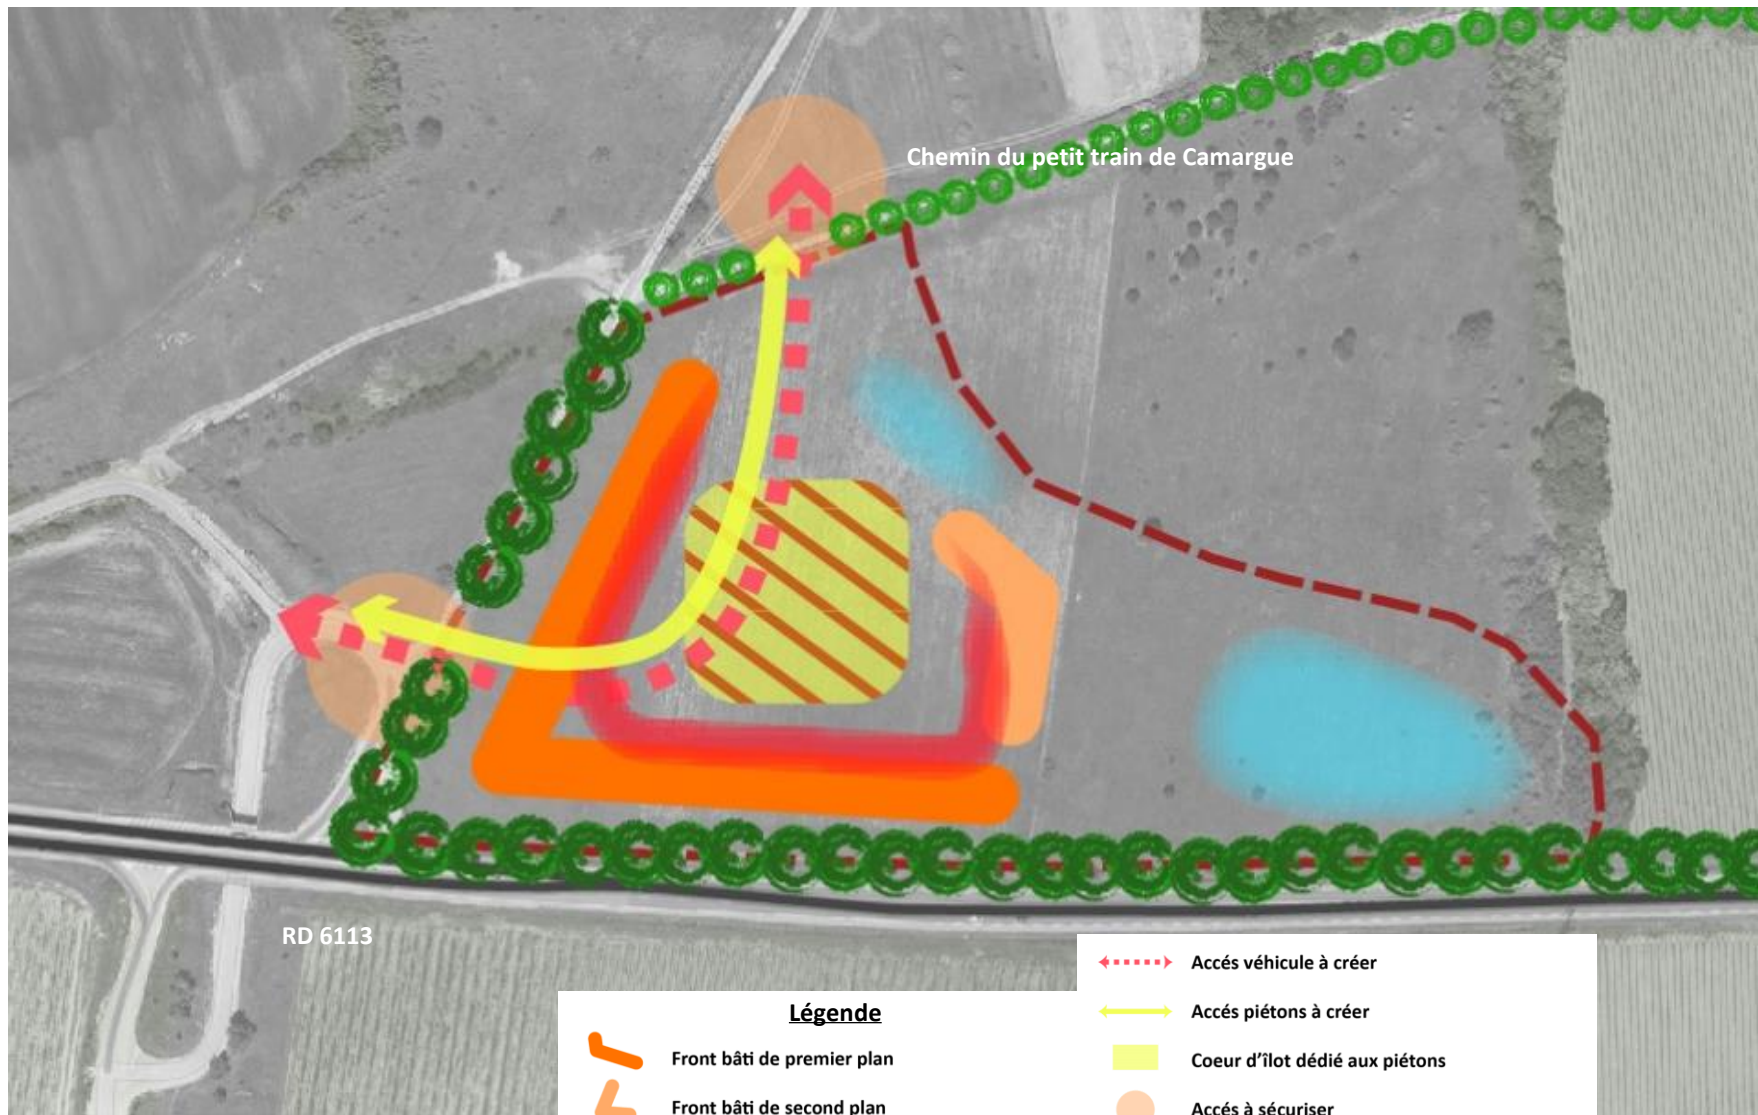 Chemin du petit train de Camargue
RD 6113
Légende
Front bâti de premier plan
Front bâti de second plan
Accés véhicule à créer
Accés piétons à créer
Coeur d'îlot dédié aux piétons
Accés à sécuriser